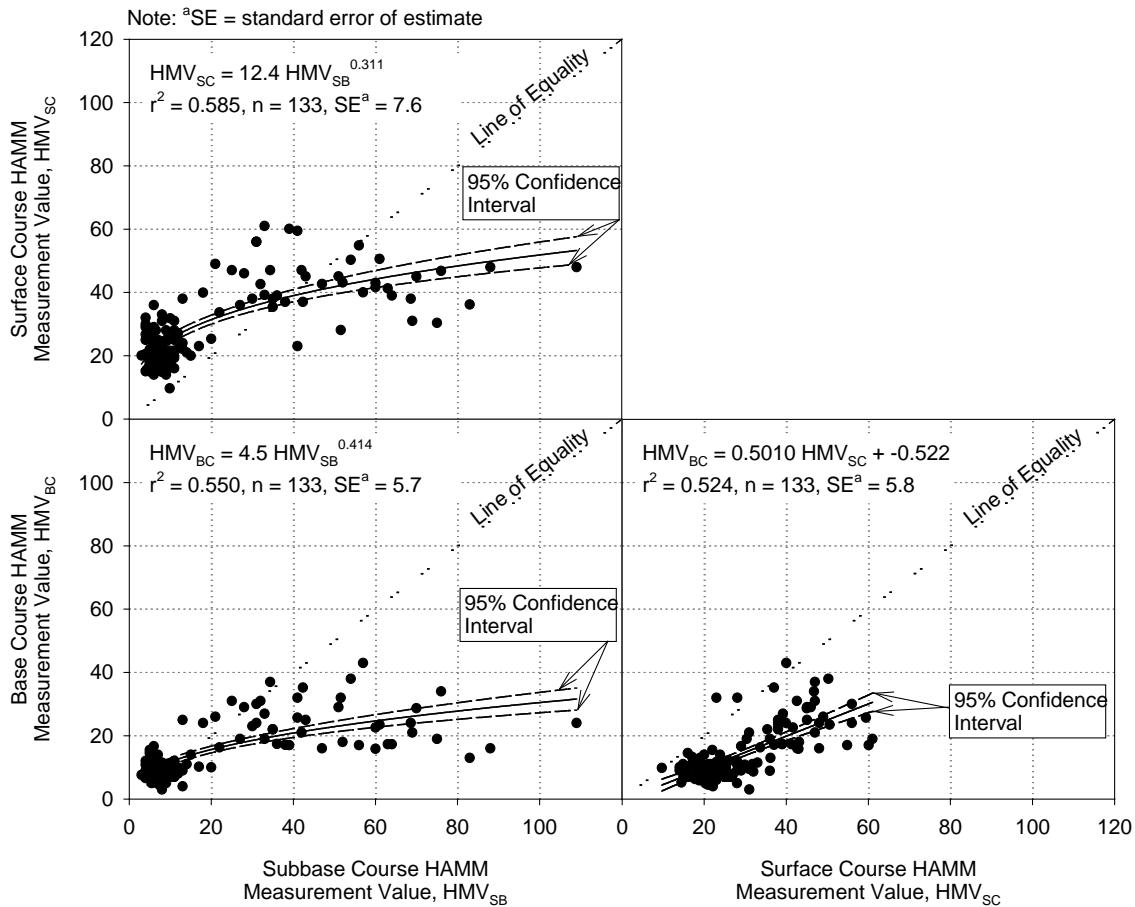 Note: ᵃSE = standard error of estimate
120
100
80
60
40
20
0
Surface Course HAMM
Measurement Value, HMV_SC
HMV_SC = 12.4 HMV_SB^0.311
r² = 0.585, n = 133, SEᵃ = 7.6
Line of Equality
95% Confidence
Interval
100
80
60
40
20
0
Base Course HAMM
Measurement Value, HMV_BC
HMV_BC = 4.5 HMV_SB^0.414
r² = 0.550, n = 133, SEᵃ = 5.7
Line of Equality
95% Confidence
Interval
HMV_BC = 0.5010 HMV_SC + -0.522
r² = 0.524, n = 133, SEᵃ = 5.8
Line of Equality
95% Confidence
Interval
0 20 40 60 80 100
0 20 40 60 80 100 120
Subbase Course HAMM
Measurement Value, HMV_SB
Surface Course HAMM
Measurement Value, HMV_SC